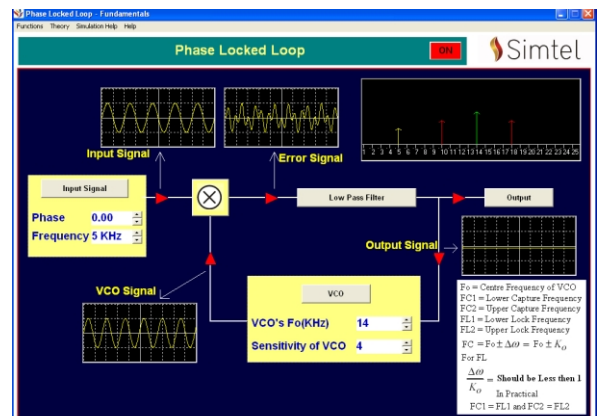 Phase Locked Loop - Fundamentals
Functions Theory Simulation Help Help
Phase Locked Loop
ON
Simtel
Input Signal
Error Signal
1 2 3 4 5 6 7 8 9 10 11 12 13 14 15 16 17 18 19 20 21 22 23 24 25
Input Signal
Phase 0.00
Frequency 5 KHz
Low Pass Filter
Output
Output Signal
VCO Signal
VCO
VCO's Fo(KHz) 14
Sensitivity of VCO 4
Fo = Centre Frequency of VCO
FC1 = Lower Capture Frequency
FC2 = Upper Capture Frequency
FL1 = Lower Lock Frequency
FL2 = Upper Lock Frequency
FC = Fo ± Δω = Fo ± K_o
For FL
Δω
K_o = Should be Less then 1
In Practical
FC1 = FL1 and FC2 = FL2